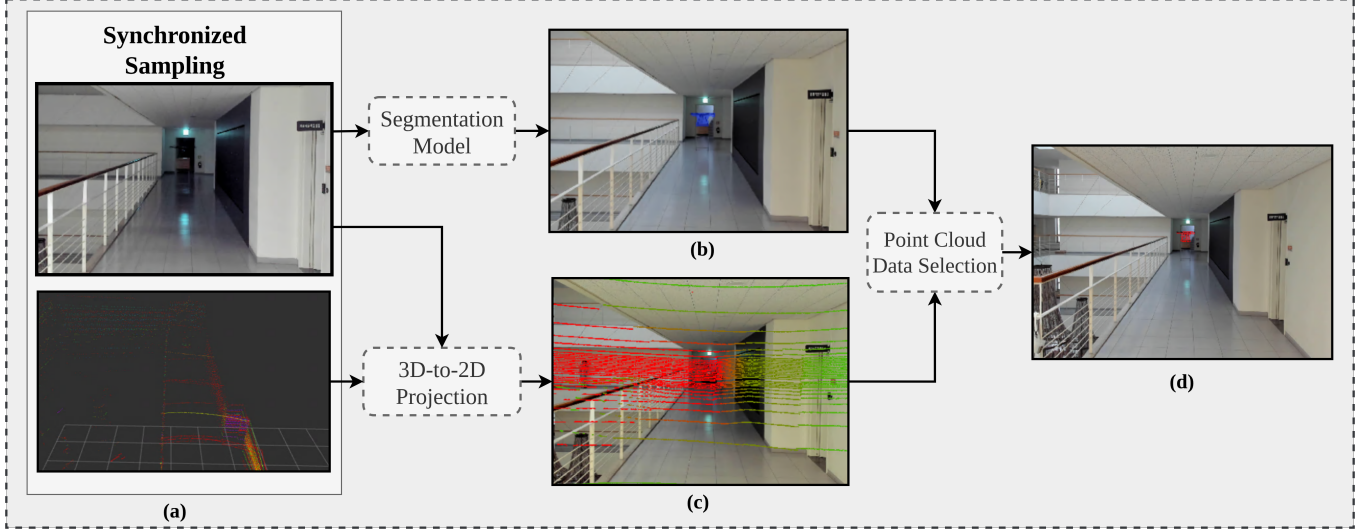 Synchronized
Sampling
Segmentation
Model
(b)
Point Cloud
Data Selection
3D-to-2D
Projection
(d)
(c)
(a)